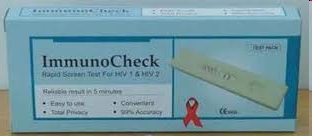 TEST PACK
ImmunoCheck
Rapid Screen Test For HIV 1 & HIV 2
Reliable result in 5 minutes
• Easy to use • Convenient
• Total Privacy • 99% Accuracy
CE